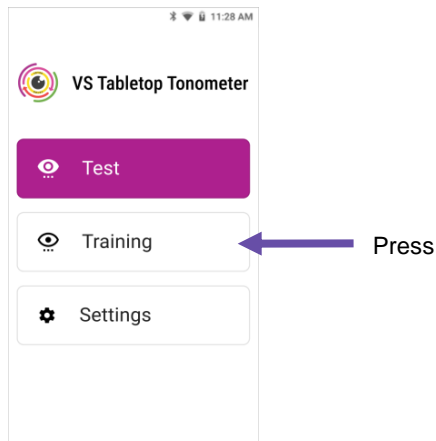 11:28 AM
VS Tabletop Tonometer
Test
Training
Press
Settings